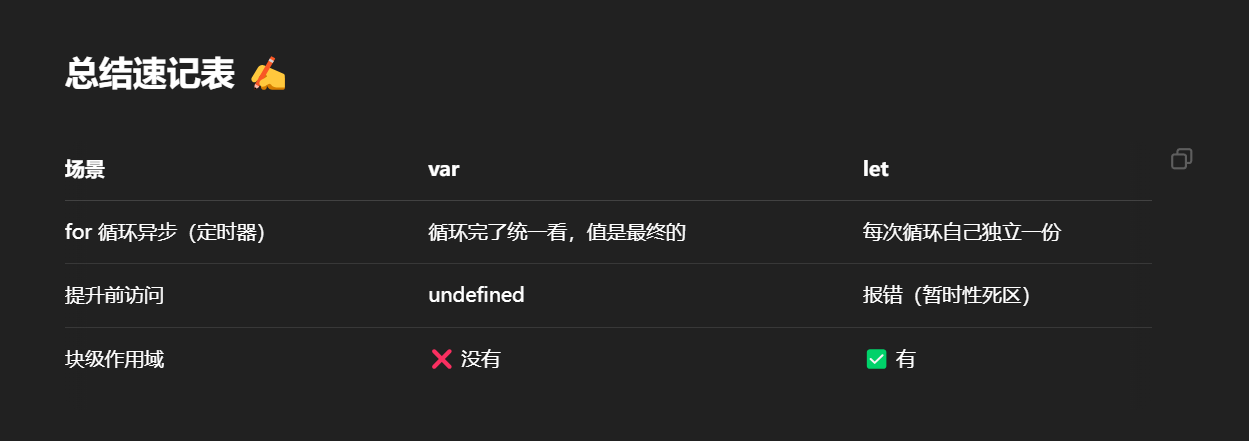 总结速记表 ✍️
场景 var let
for 循环异步（定时器） 循环完了统一看，值是最终的 每次循环自己独立一份
提升前访问 undefined 报错（暂时性死区）
块级作用域 ❌ 没有 ✅ 有